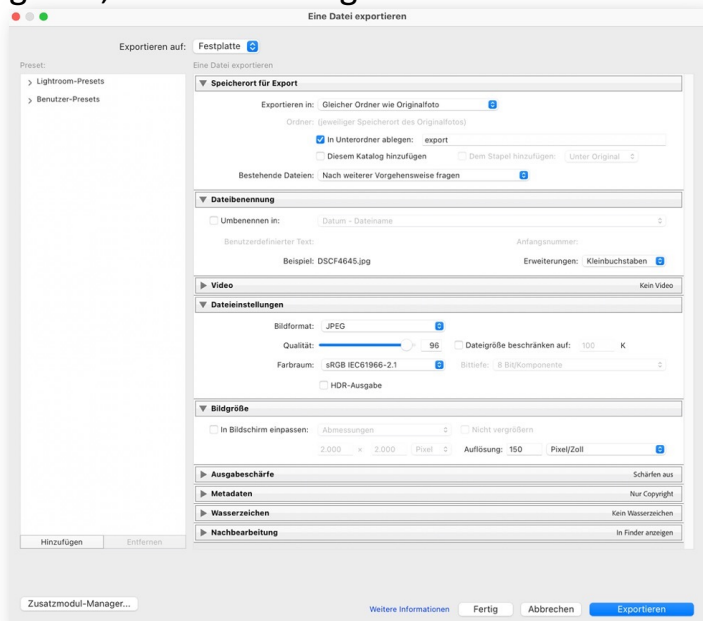 Eine Datei exportieren
Exportieren auf: Festplatte
Preset:
Eine Datei exportieren
Lightroom-Presets
Benutzer-Presets
Speicherort für Export
Exportieren in: Gleicher Ordner wie Originalfoto
Ordner: (jeweiliger Speicherort des Originalfotos)
In Unterordner ablegen: export
Diesem Katalog hinzufügen Dem Stapel hinzufügen: Unter Original
Bestehende Dateien: Nach weiterer Vorgehensweise fragen
Dateibenennung
Umbenennen in: Datum - Dateiname
Benutzerdefinierter Text: Anfangsnummer:
Beispiel: DSCF4645.jpg Erweiterungen: Kleinbuchstaben
Video Kein Video
Dateieinstellungen
Bildformat: JPEG
Qualität: 96 Dateigröße beschränken auf: 100 K
Farbraum: sRGB IEC61966-2.1 Bittiefe: 8 Bit/Komponente
HDR-Ausgabe
Bildgröße
In Bildschirm einpassen: Abmessungen Nicht vergrößern
2.000 x 2.000 Pixel Auflösung: 150 Pixel/Zoll
Ausgabeschärfe Schärfen aus
Metadaten Nur Copyright
Wasserzeichen Kein Wasserzeichen
Nachbearbeitung In Finder anzeigen
Hinzufügen Entfernen
Zusatzmodul-Manager... Weitere Informationen Fertig Abbrechen Exportieren